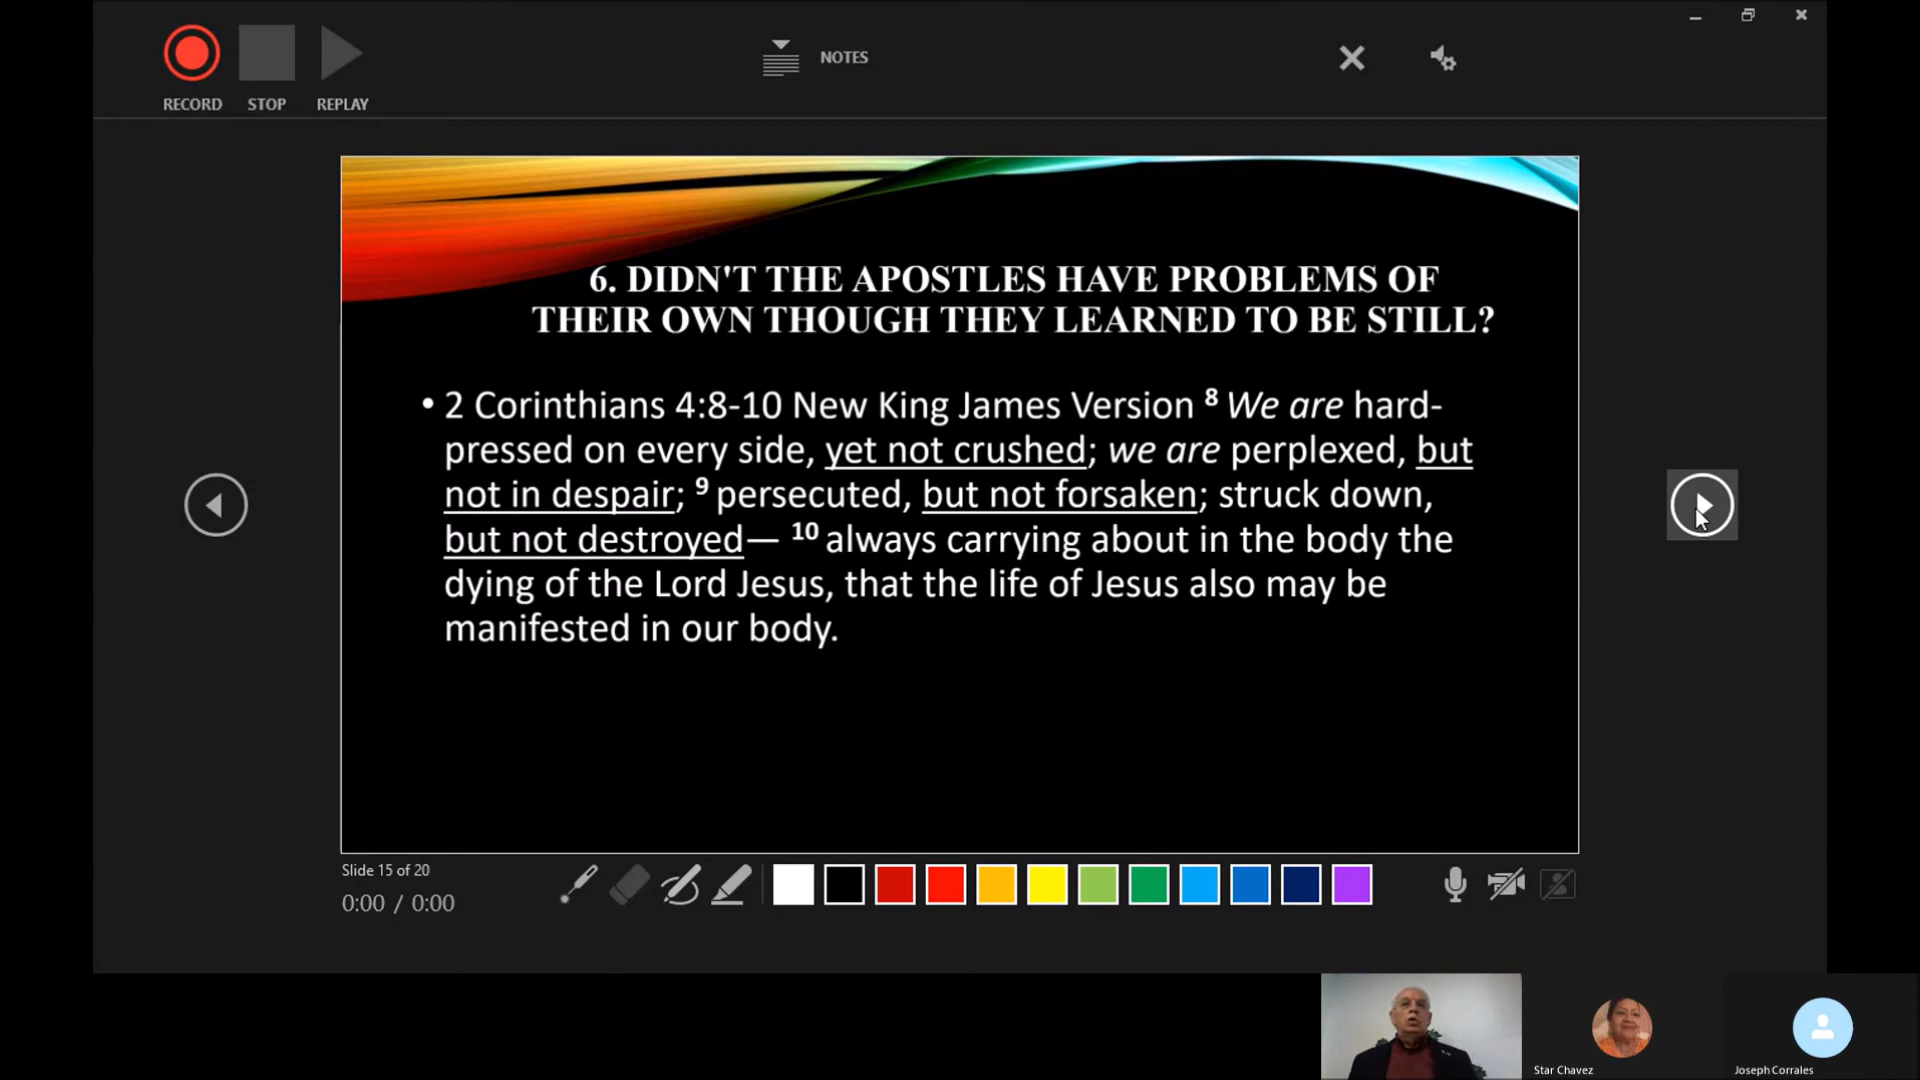 RECORD STOP REPLAY
NOTES
6. DIDN'T THE APOSTLES HAVE PROBLEMS OF
THEIR OWN THOUGH THEY LEARNED TO BE STILL?
• 2 Corinthians 4:8-10 New King James Version 8 We are hard-
pressed on every side, yet not crushed; we are perplexed, but
not in despair; 9 persecuted, but not forsaken; struck down,
but not destroyed— 10 always carrying about in the body the
dying of the Lord Jesus, that the life of Jesus also may be
manifested in our body.
Slide 15 of 20
0:00 / 0:00
Star Chavez
Joseph Corrales